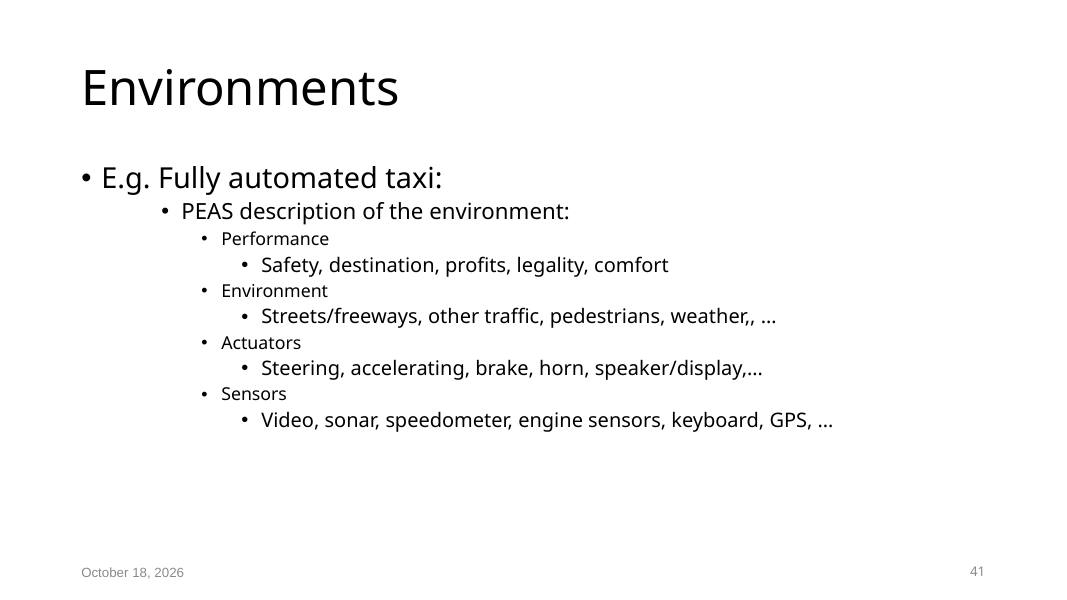 Environments
• E.g. Fully automated taxi:
• PEAS description of the environment:
• Performance
• Safety, destination, profits, legality, comfort
• Environment
• Streets/freeways, other traffic, pedestrians, weather,, …
• Actuators
• Steering, accelerating, brake, horn, speaker/display,…
• Sensors
• Video, sonar, speedometer, engine sensors, keyboard, GPS, …
October 18, 2026
41